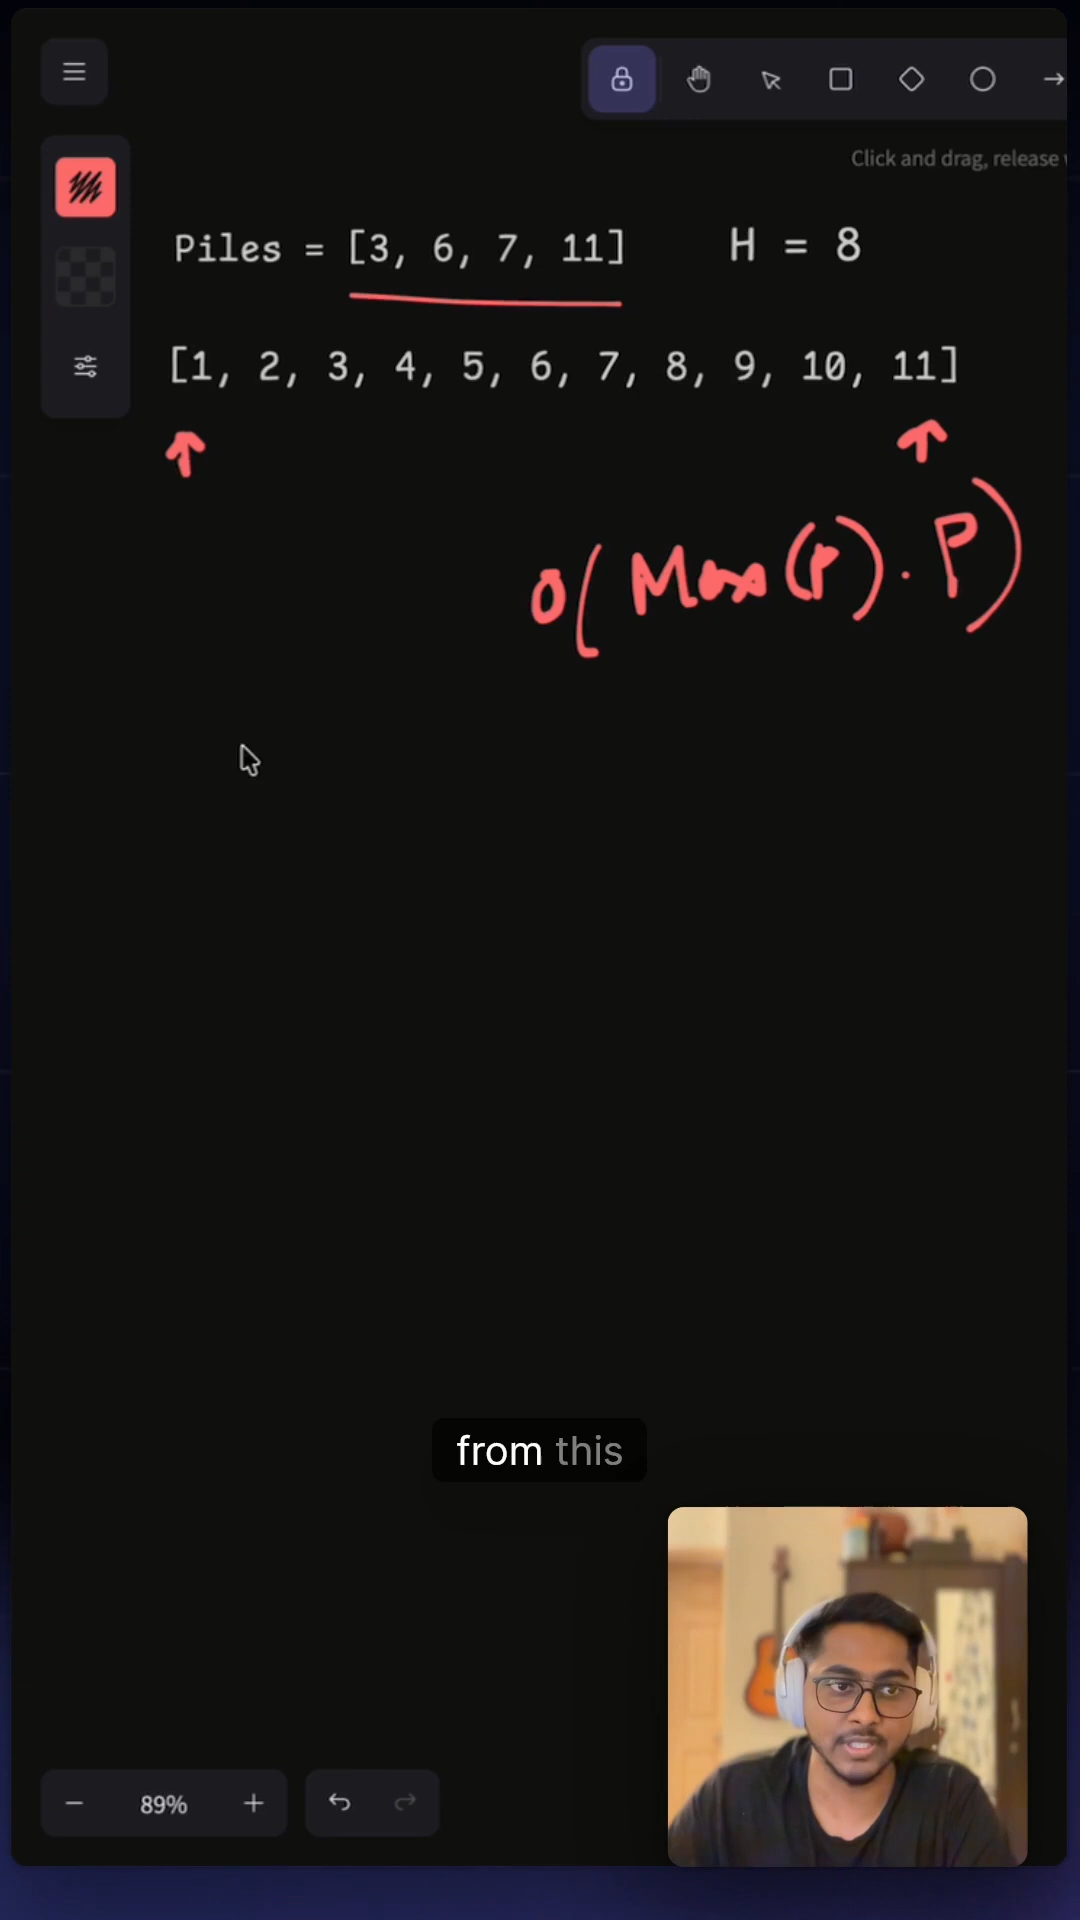 Click and drag, release
Piles = [3, 6, 7, 11] H = 8
[1, 2, 3, 4, 5, 6, 7, 8, 9, 10, 11]
O(Max(P) . P)
from this
89%